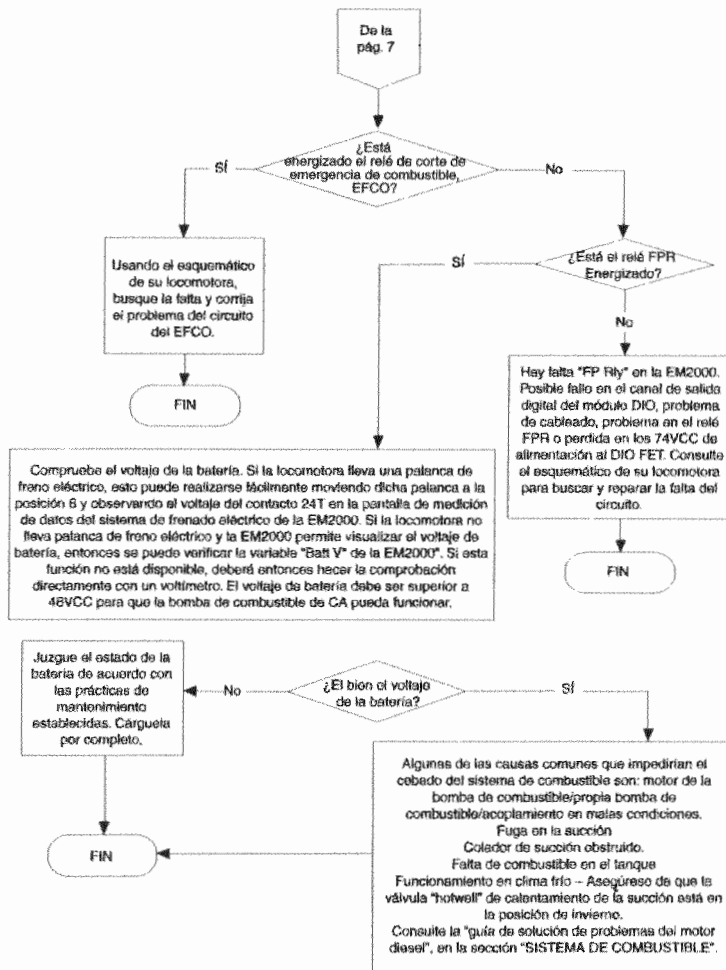 De la
pág. 7
¿Está
energizado el relé de corte de
emergencia de combustible,
EFCO?
SÍ
No
Usando el esquemático
de su locomotora,
busque la falta y corrija
el problema del circuito
del EFCO.
FIN
¿Está el relé FPR
Energizado?
SÍ
No
Hay falta "FP Rly" en la EM2000.
Posible fallo en el canal de salida
digital del módulo DIO, problema
de cableado, problema en el relé
FPR o perdida en los 74VCC de
alimentación al DIO FET. Consulte
el esquemático de su locomotora
para buscar y reparar la falta del
circuito.
FIN
Compruebe el voltaje de la batería. Si la locomotora lleva una palanca de
freno eléctrico, esto puede realizarse fácilmente moviendo dicha palanca a la
posición 6 y observando el voltaje del contacto 24T en la pantalla de medición
de datos del sistema de frenado eléctrico de la EM2000. Si la locomotora no
lleva palanca de freno eléctrico y la EM2000 permite visualizar el voltaje de
batería, entonces se puede verificar la variable "Batt V" de la EM2000". Si esta
función no está disponible, deberá entonces hacer la comprobación
directamente con un voltímetro. El voltaje de batería debe ser superior a
48VCC para que la bomba de combustible de CA pueda funcionar.
¿El bien el voltaje
de la batería?
No
SÍ
Juzgue el estado de la
batería de acuerdo con
las prácticas de
mantenimiento
establecidas. Cárguela
por completo.
FIN
Algunas de las causas comunes que impedirían el
cebado del sistema de combustible son: motor de la
bomba de combustible/propia bomba de
combustible/acoplamiento en malas condiciones.
Fuga en la succión
Colador de succión obstruido.
Falta de combustible en el tanque
Funcionamiento en clima frío – Asegúrese de que la
válvula "hotwell" de calentamiento de la succión está en
la posición de invierno.
Consulte la "guía de solución de problemas del motor
diesel", en la sección "SISTEMA DE COMBUSTIBLE".